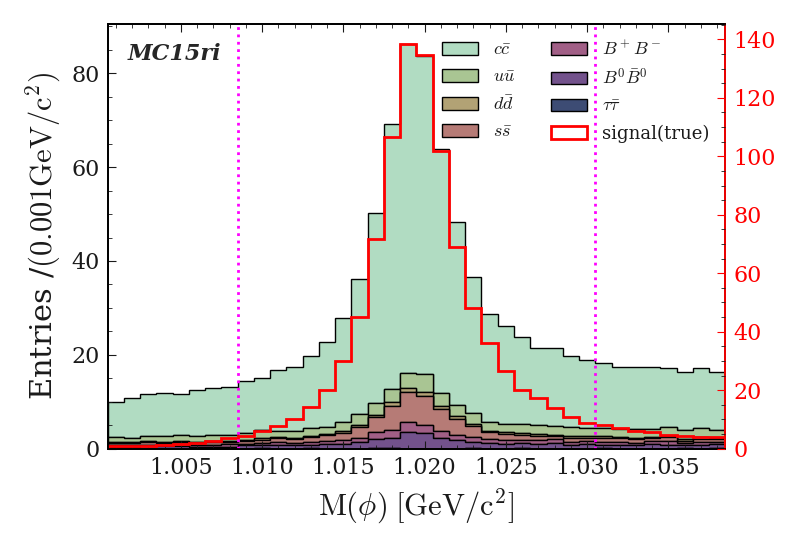 MC15ri
cc̄
uū
dd̄
ss̄
B⁺B⁻
B⁰B̄⁰
ττ̄
signal(true)
Entries /(0.001GeV/c²)
0
20
40
60
80
0
20
40
60
80
100
120
140
1.005 1.010 1.015 1.020 1.025 1.030 1.035
M(ϕ) [GeV/c²]